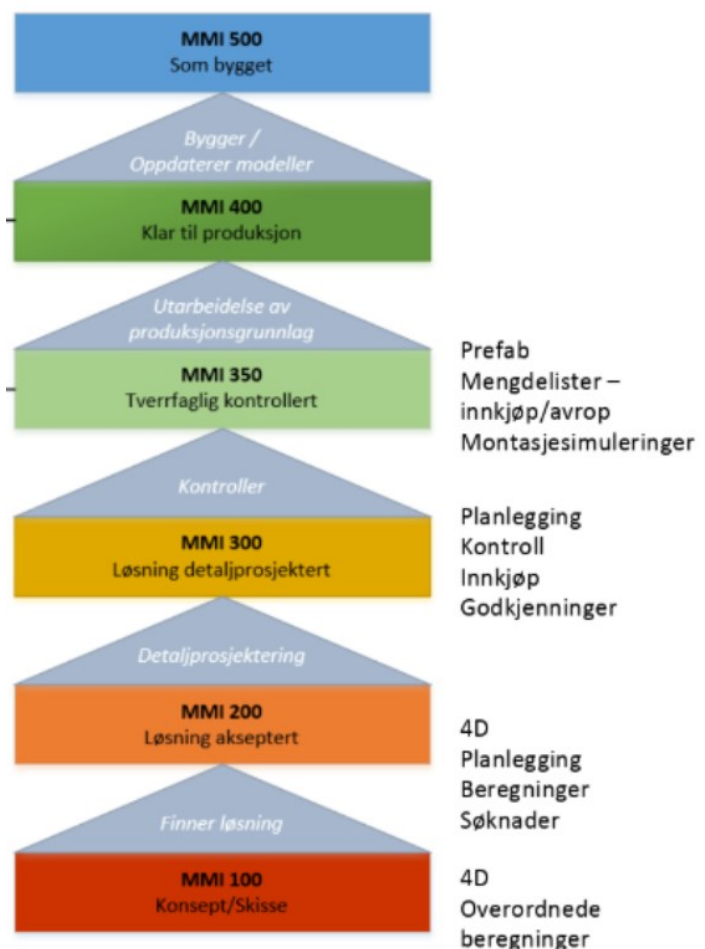 MMI 500
Som bygget
Bygger /
Oppdaterer modeller
MMI 400
Klar til produksjon
Utarbeidelse av
produksjonsgrunnlag
MMI 350
Tverrfaglig kontrollert
Prefab
Mengdelister –
innkjøp/avrop
Montasjesimuleringer
Kontroller
MMI 300
Løsning detaljprosjektert
Planlegging
Kontroll
Innkjøp
Godkjenninger
Detaljprosjektering
MMI 200
Løsning akseptert
4D
Planlegging
Beregninger
Søknader
Finner løsning
MMI 100
Konsept/Skisse
4D
Overordnede
beregninger